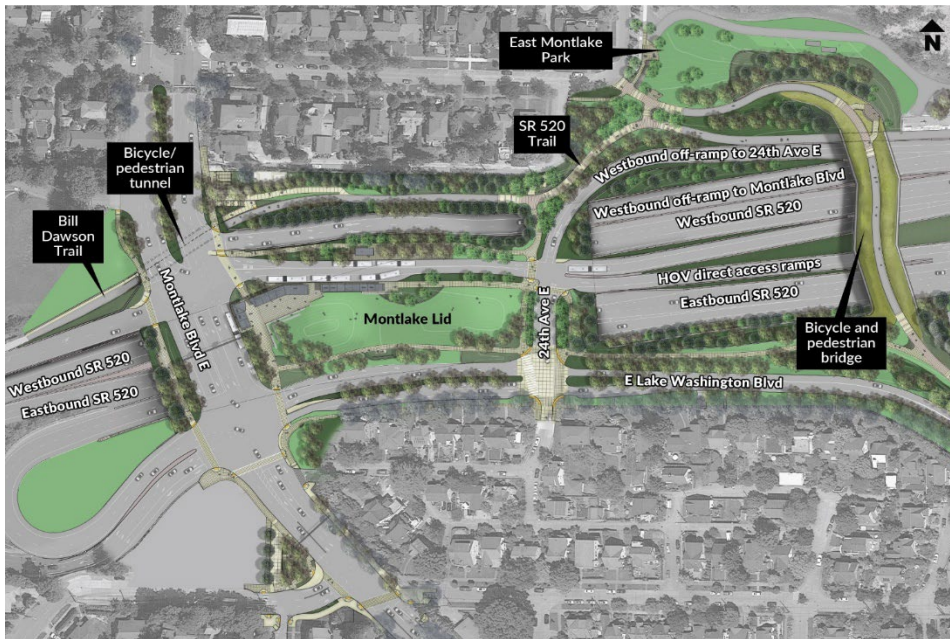 East Montlake
Park
N
SR 520
Trail
Bicycle/
pedestrian
tunnel
Westbound off-ramp to 24th Ave E
Westbound off-ramp to Montlake Blvd
Westbound SR 520
Bill
Dawson
Trail
HOV direct access ramps
Eastbound SR 520
Montlake Blvd E
Montlake Lid
24th Ave E
Bicycle and
pedestrian
bridge
Westbound SR 520
Eastbound SR 520
E Lake Washington Blvd